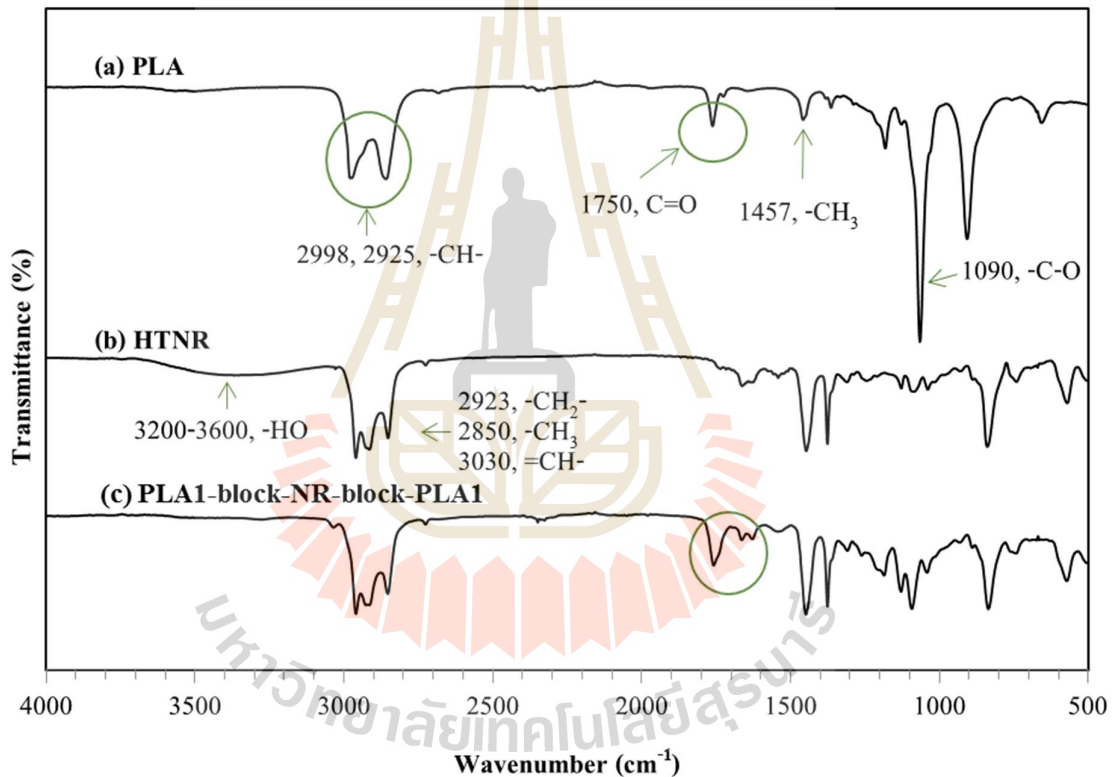 (a) PLA
1750, C=O
1457, -CH₃
2998, 2925, -CH-
1090, -C-O
(b) HTNR
3200-3600, -HO
2923, -CH₂-
2850, -CH₃
3030, =CH-
(c) PLA1-block-NR-block-PLA1
Transmittance (%)
4000 3500 3000 2500 2000 1500 1000 500
Wavenumber (cm⁻¹)
มหาวิทยาลัยเทคโนโลยีสุรนารี